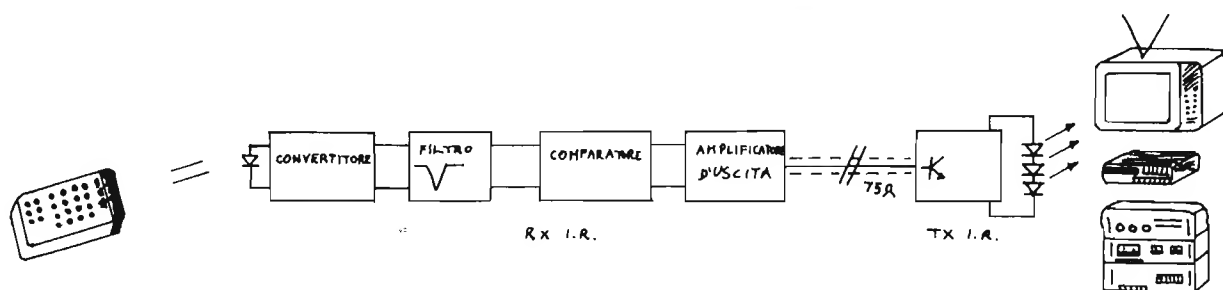 CONVERTITORE
FILTRO
COMPARATORE
AMPLIFICATORE
D'USCITA
75Ω
RX I.R.
TX I.R.